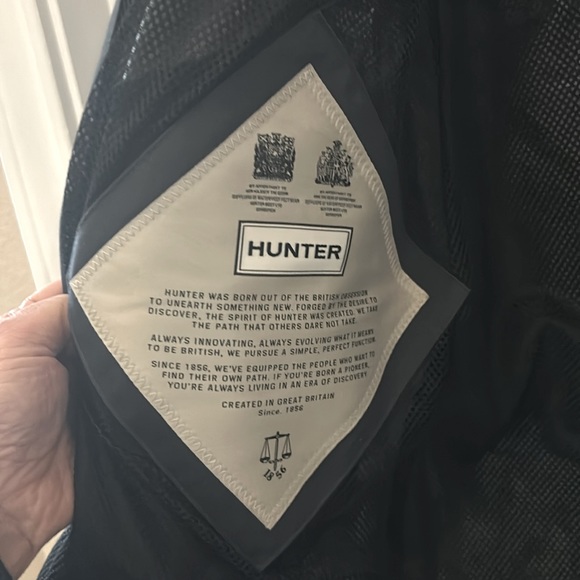 HUNTER
HUNTER WAS BORN OUT OF THE BRITISH OBSESSION
TO UNEARTH SOMETHING NEW. FORGED BY THE DESIRE TO
DISCOVER, THE SPIRIT OF HUNTER WAS CREATED. WE TAKE
THE PATH THAT OTHERS DARE NOT TAKE.
ALWAYS INNOVATING, ALWAYS EVOLVING WHAT IT MEANS
TO BE BRITISH, WE PURSUE A SIMPLE, PERFECT FUNCTION.
SINCE 1856, WE'VE EQUIPPED THE PEOPLE WHO WANT TO
FIND THEIR OWN PATH. IF YOU'RE BORN A PIONEER,
YOU'RE ALWAYS LIVING IN AN ERA OF DISCOVERY.
CREATED IN GREAT BRITAIN
Since. 1856
1856